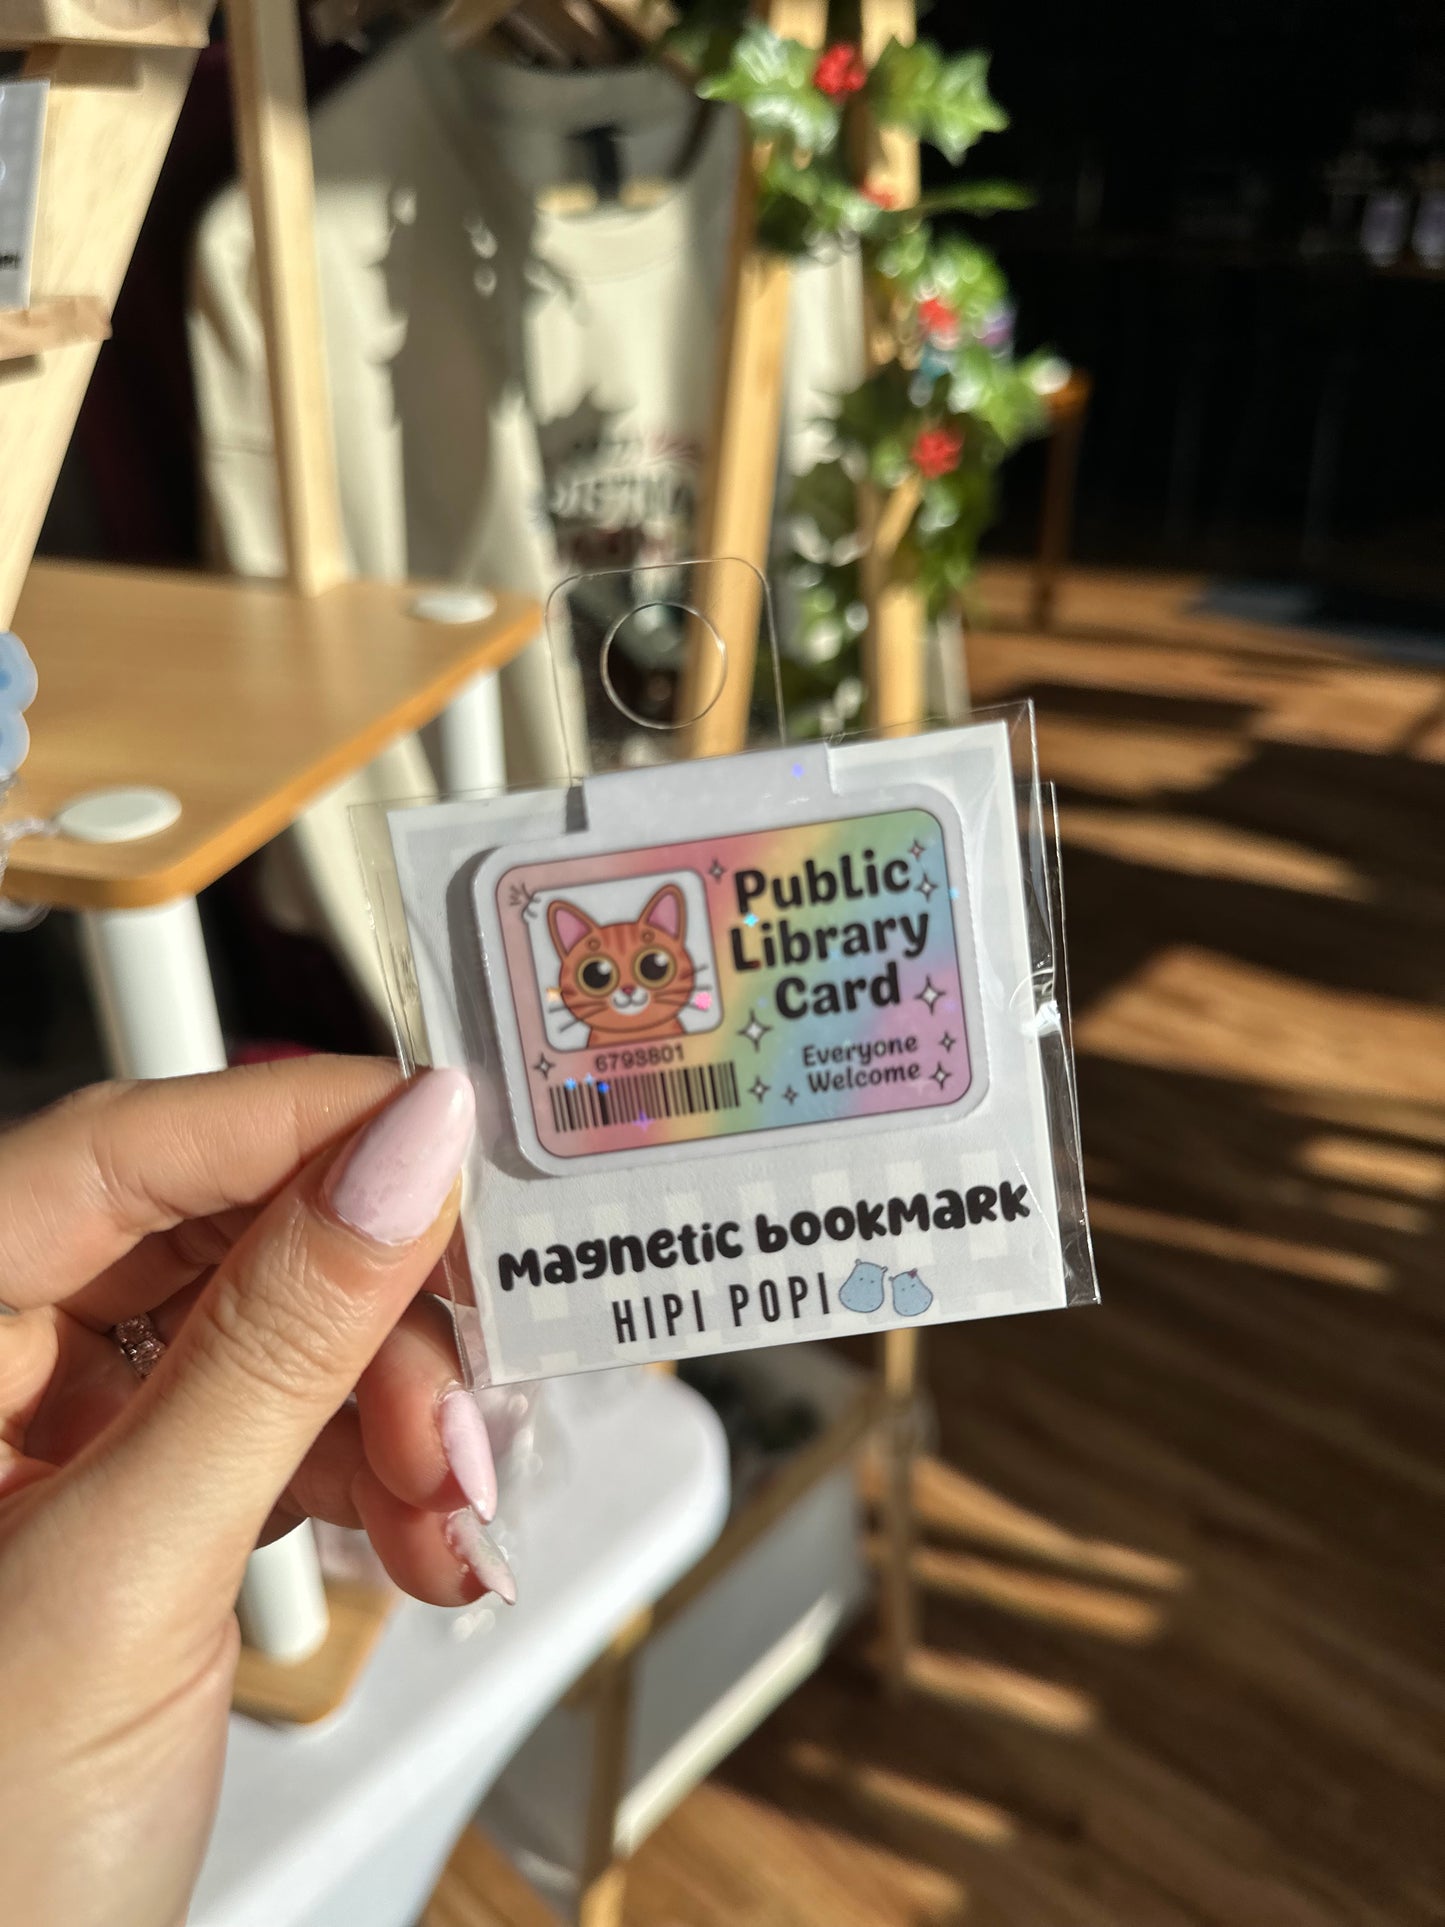 Public
Library
Card
6793801
Everyone
Welcome
Magnetic bookmark
HIPI POPI